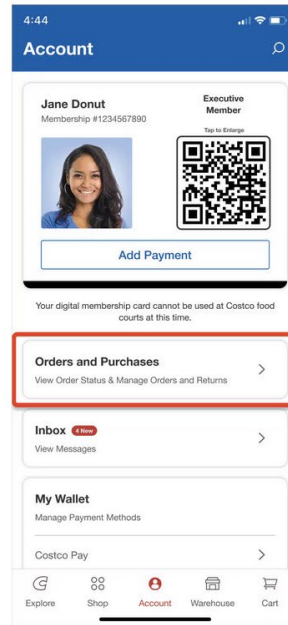 4:44
Account
Jane Donut
Membership #1234567890
Executive
Member
Tap to Enlarge
Add Payment
Your digital membership card cannot be used at Costco food
courts at this time.
Orders and Purchases
View Order Status & Manage Orders and Returns
Inbox 4 New
View Messages
My Wallet
Manage Payment Methods
Costco Pay
Explore Shop Account Warehouse Cart